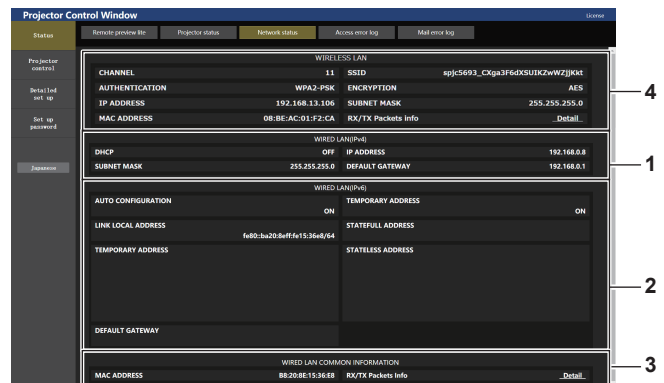 Projector Control Window
License
Status
Remote preview lite
Projector status
Network status
Access error log
Mail error log
Projector
control
Detailed
set up
Set up
password
Japanese
WIRELESS LAN
CHANNEL 11 SSID spjc5693_CXga3F6dXSUIKZwWZjJKkt
AUTHENTICATION WPA2-PSK ENCRYPTION AES
IP ADDRESS 192.168.13.106 SUBNET MASK 255.255.255.0
MAC ADDRESS 08:BE:AC:01:F2:CA RX/TX Packets info Detail
4
WIRED LAN(IPv4)
DHCP OFF IP ADDRESS 192.168.0.8
SUBNET MASK 255.255.255.0 DEFAULT GATEWAY 192.168.0.1
1
WIRED LAN(IPv6)
AUTO CONFIGURATION TEMPORARY ADDRESS
ON ON
LINK LOCAL ADDRESS STATEFULL ADDRESS
fe80::ba20:8eff:fe15:36e8/64
TEMPORARY ADDRESS STATELESS ADDRESS
2
DEFAULT GATEWAY
WIRED LAN COMMON INFORMATION
3
MAC ADDRESS B8:20:8E:15:36:E8 RX/TX Packets Info Detail